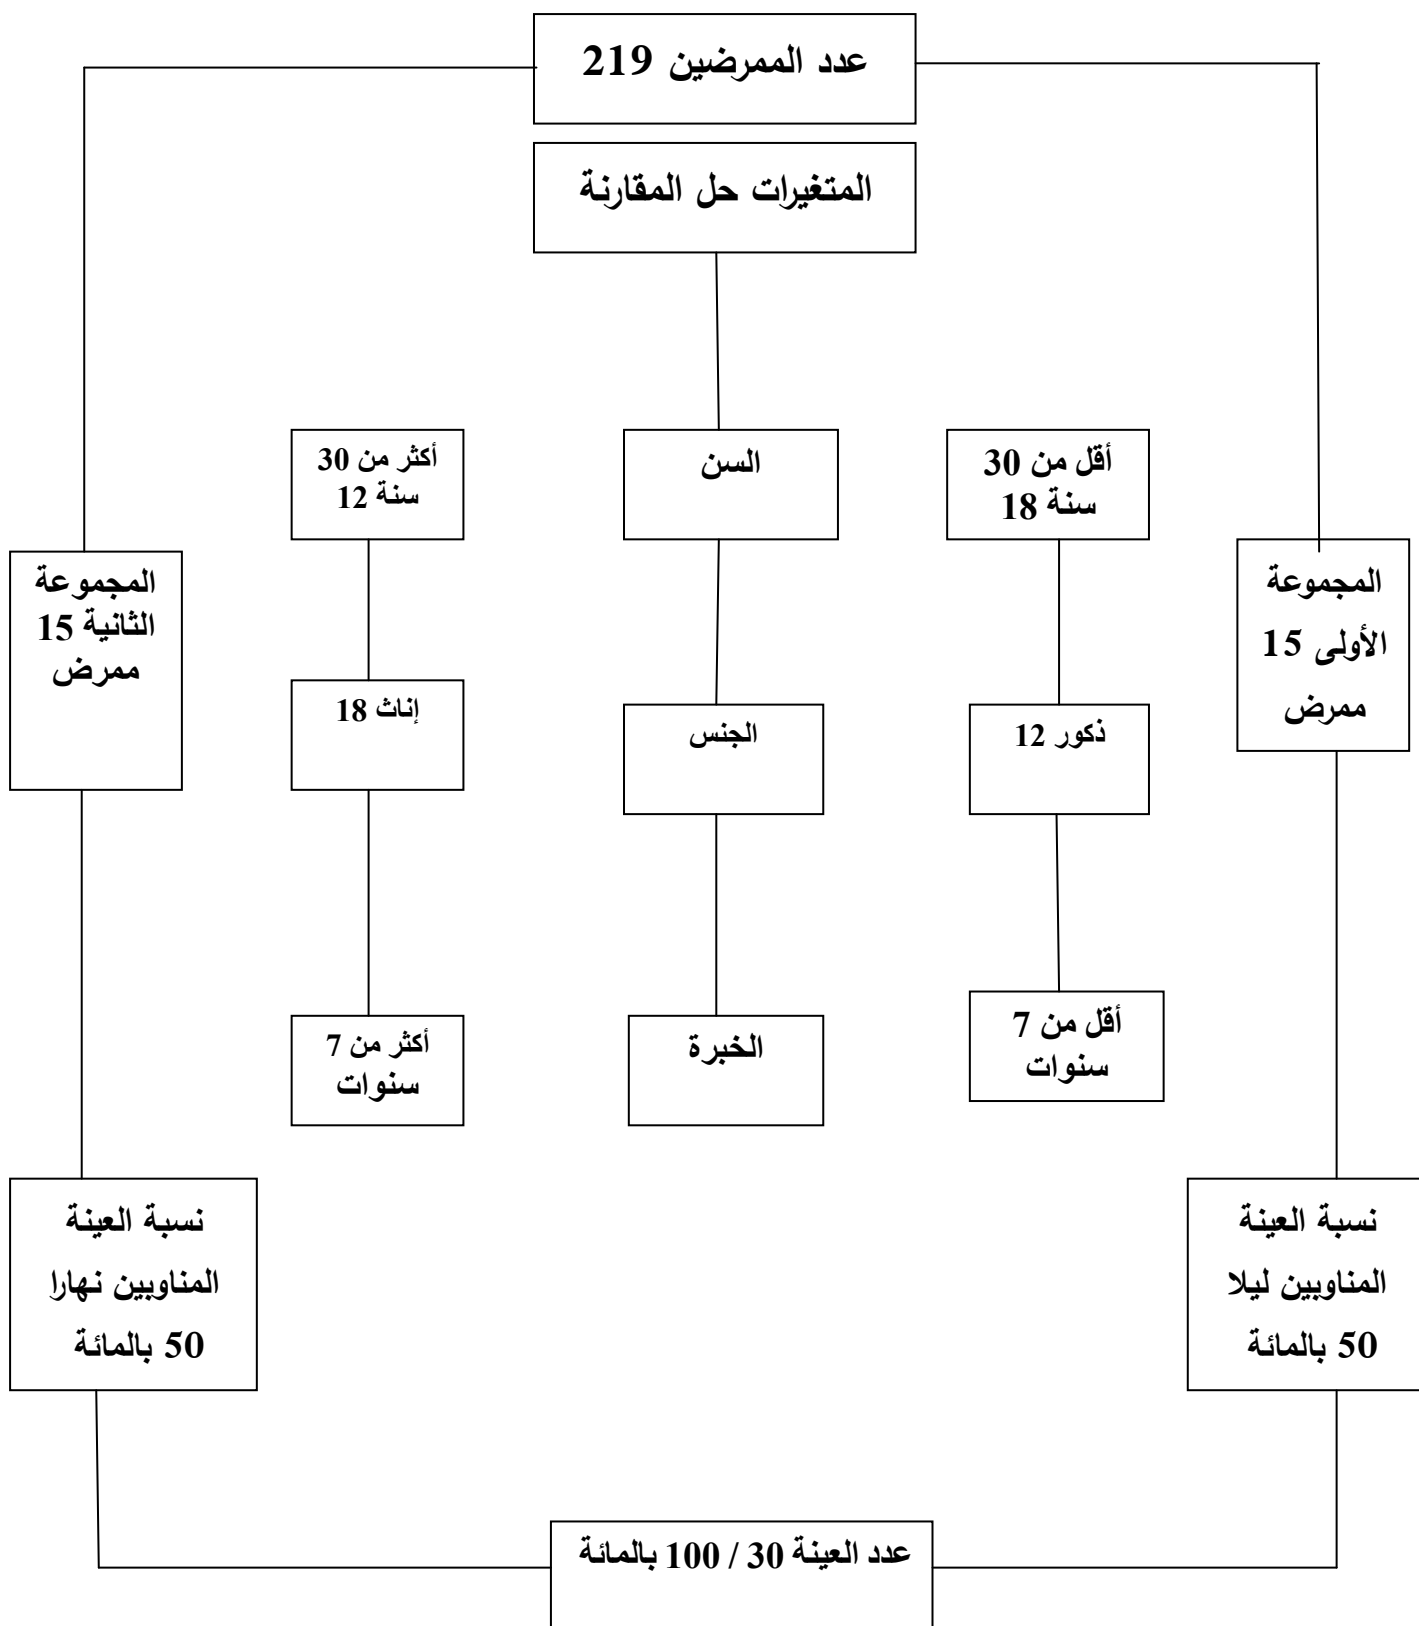 عدد الممرضين 219
المتغيرات حل المقارنة
أقل من 30
سنة 18
السن
أكثر من 30
سنة 12
المجموعة
الأولى 15
ممرض
المجموعة
الثانية 15
ممرض
ذكور 12
الجنس
إناث 18
أقل من 7
سنوات
الخبرة
أكثر من 7
سنوات
نسبة العينة
المناوبين ليلا
50 بالمائة
نسبة العينة
المناوبين نهارا
50 بالمائة
عدد العينة 30 / 100 بالمائة